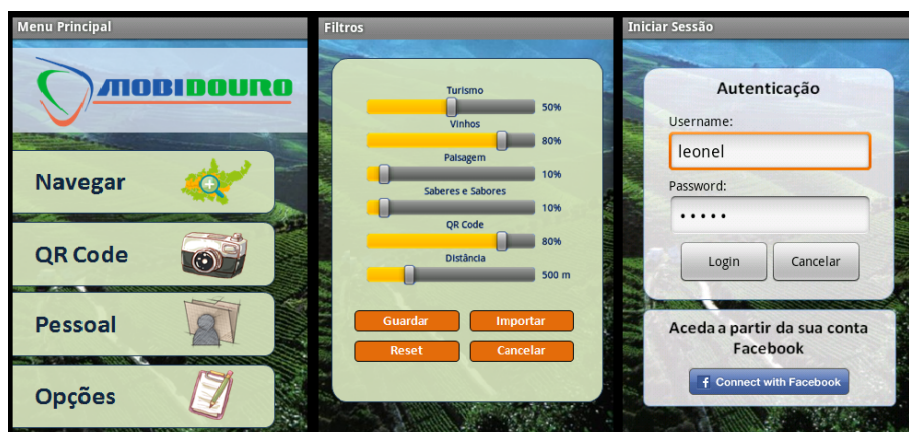 Menu Principal
MOBIDOURO
Navegar
QR Code
Pessoal
Opções
Filtros
Turismo
50%
Vinhos
80%
Paisagem
10%
Saberes e Sabores
10%
QR Code
80%
Distância
500 m
Guardar
Importar
Reset
Cancelar
Iniciar Sessão
Autenticação
Username:
leonel
Password:
•••••
Login
Cancelar
Aceda a partir da sua conta
Facebook
f Connect with Facebook